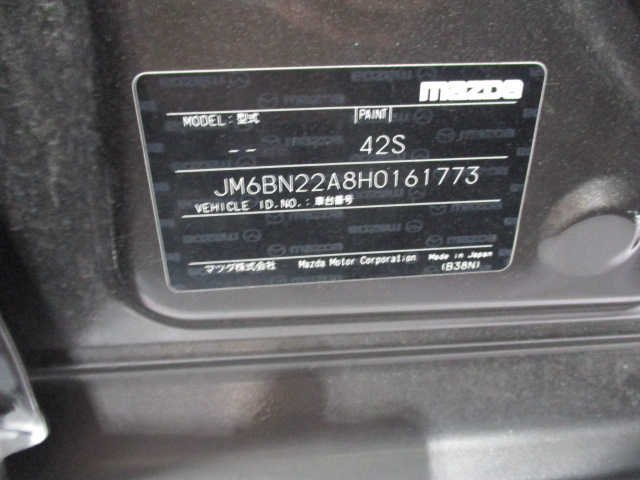 mazda
MODEL:型式 PAINT
-- 42S
JM6BN22A8H0161773
VEHICLE ID.NO.:車台番号
マツダ株式会社 Mazda Motor Corporation Made in Japan
(B38N)